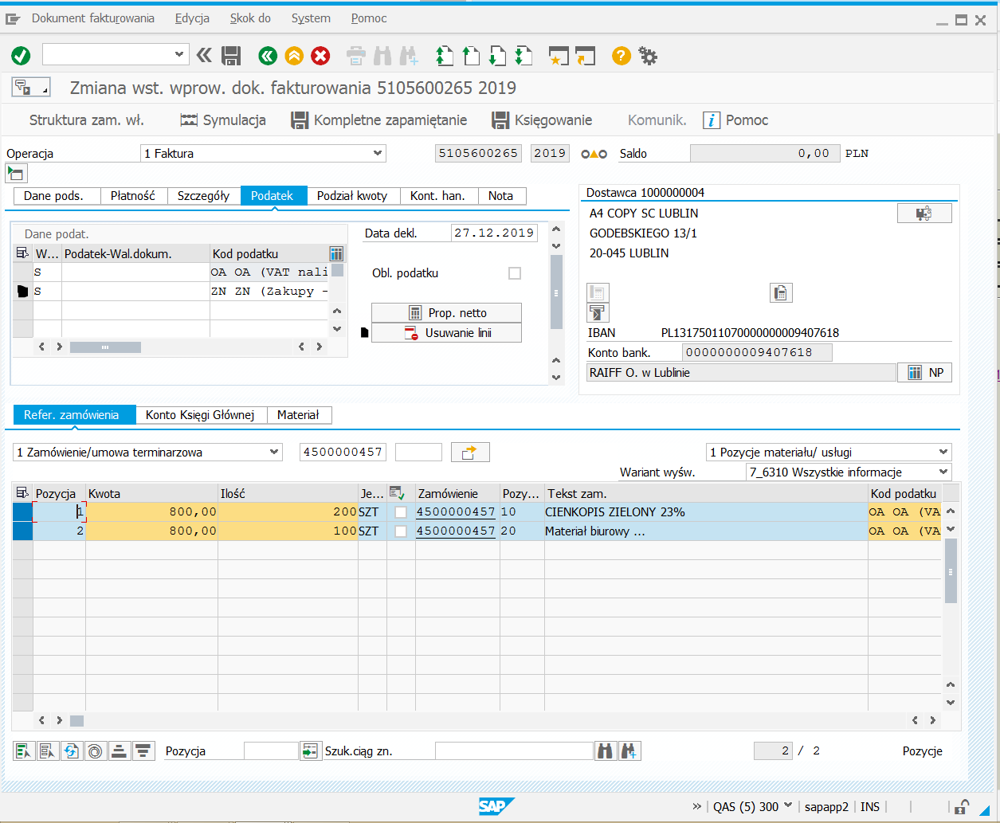 Dokument fakturowania Edycja Skok do System Pomoc
Zmiana wst. wprow. dok. fakturowania 5105600265 2019
Struktura zam. wł. Symulacja Kompletne zapamiętanie Księgowanie Komunik. Pomoc
Operacja 1 Faktura 5105600265 2019 Saldo 0,00 PLN
Dane pods. Płatność Szczegóły Podatek Podział kwoty Kont. han. Nota
Dane podat.
W... Podatek-Wal.dokum. Kod podatku
S OA OA (VAT nali
S ZN ZN (Zakupy -
Data dekl. 27.12.2019
Obl. podatku
Prop. netto
Usuwanie linii
Dostawca 1000000004
A4 COPY SC LUBLIN
GODEBSKIEGO 13/1
20-045 LUBLIN
IBAN PL13175011070000000009407618
Konto bank. 0000000009407618
RAIFF O. w Lublinie NP
Refer. zamówienia Konto Księgi Głównej Materiał
1 Zamówienie/umowa terminarzowa 4500000457 1 Pozycje materiału/ usługi
Wariant wyśw. 7_6310 Wszystkie informacje
Pozycja Kwota Ilość Je... Zamówienie Pozy... Tekst zam. Kod podatku
1 800,00 200 SZT 4500000457 10 CIENKOPIS ZIELONY 23% OA OA (VA
2 800,00 100 SZT 4500000457 20 Materiał biurowy ... OA OA (VA
Pozycja Szuk.ciąg zn. 2 / 2 Pozycje
SAP » QAS (5) 300 sapapp2 INS